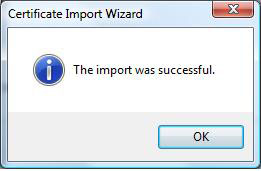 Certificate Import Wizard
The import was successful.
OK